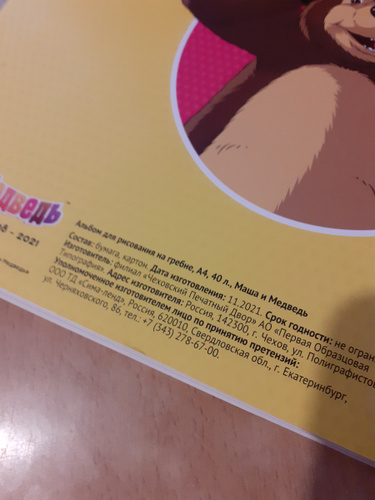 ведь™
– 2021
Медведь».
Альбом для рисования на гребне, А4, 40 л., Маша и Медведь
Состав: бумага, картон. Дата изготовления: 11.2021. Срок годности: не огран
Изготовитель: филиал «Чеховский Печатный Двор» АО «Первая Образцовая
Типография». Адрес изготовителя: Россия, 142300, г. Чехов, ул. Полиграфистов
Уполномоченное изготовителем лицо по принятию претензий:
ООО ТД «Сима-ленд», Россия, 620010, Свердловская обл., г. Екатеринбург,
ул. Черняховского, 86, тел.: +7 (343) 278-67-00.